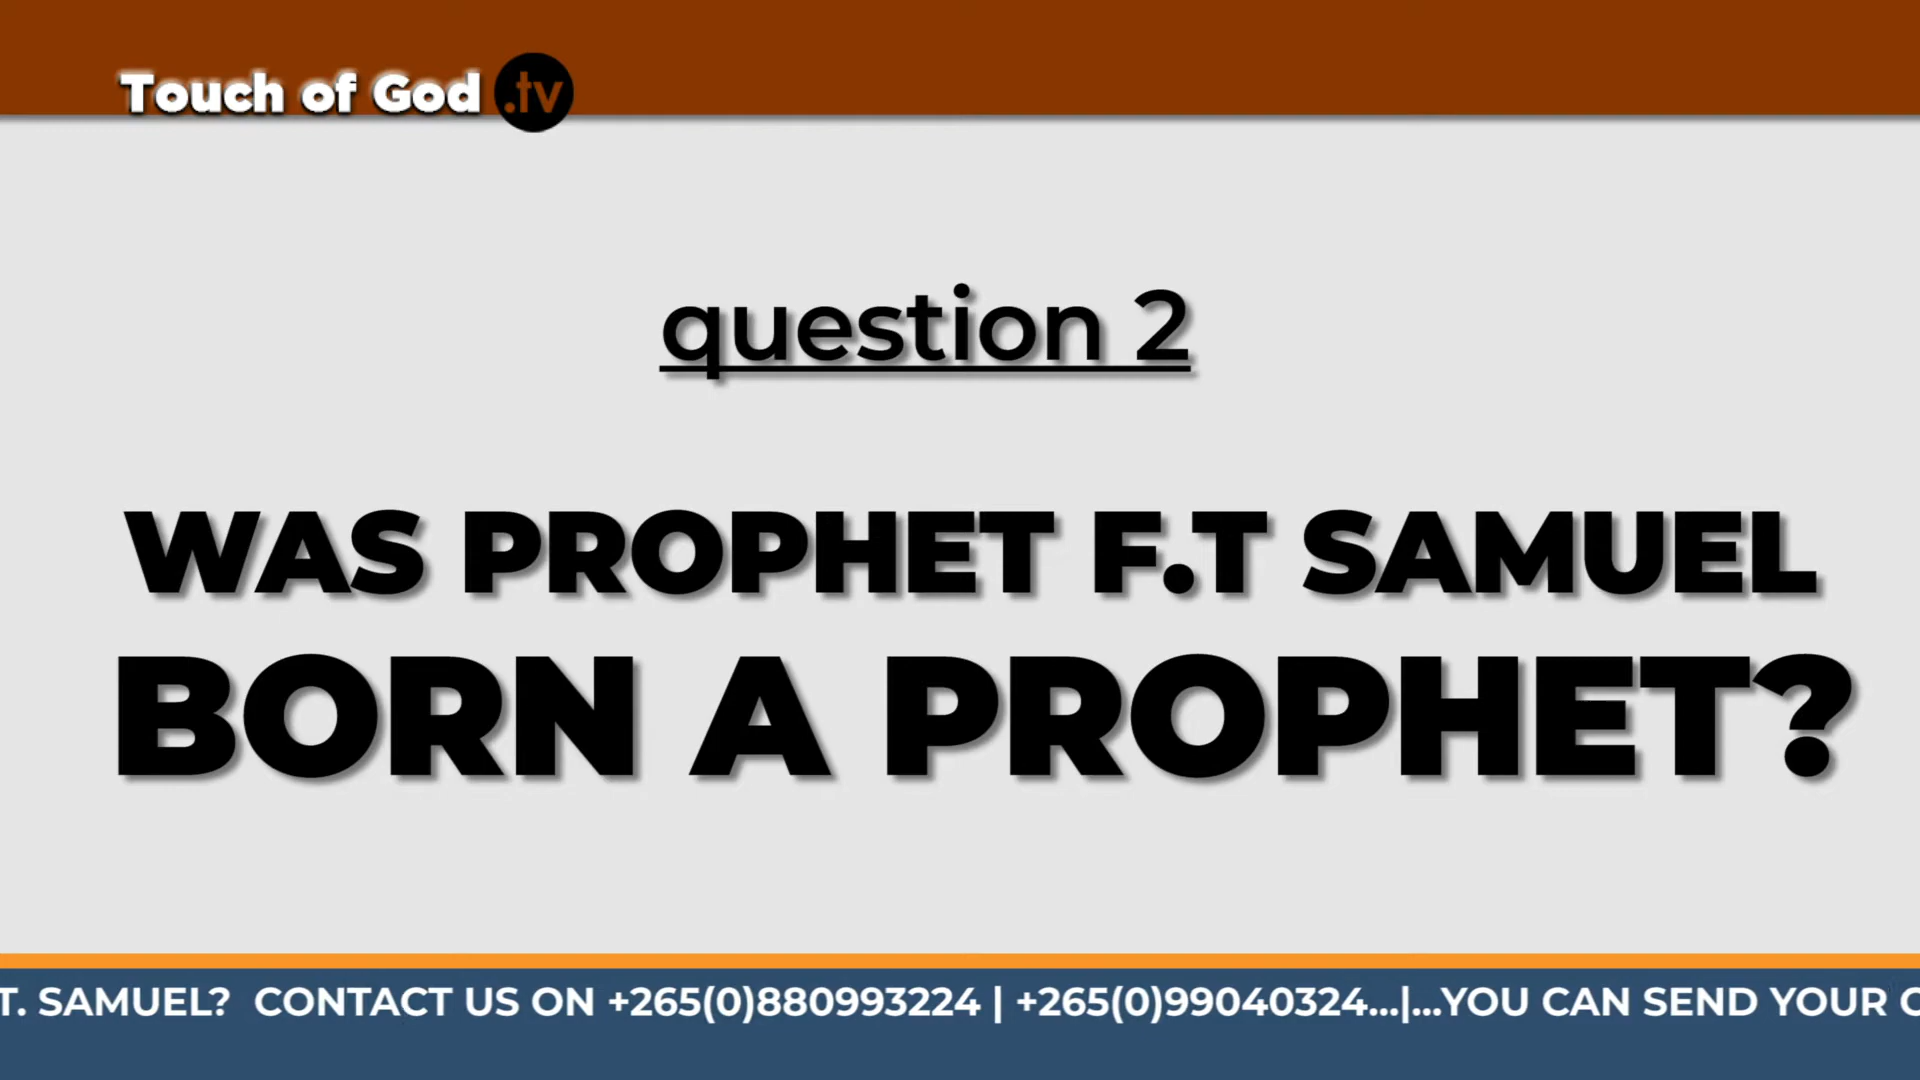 Touch of God .tv
question 2
WAS PROPHET F.T SAMUEL
BORN A PROPHET?
T. SAMUEL? CONTACT US ON +265(0)880993224 | +265(0)99040324...|...YOU CAN SEND YOUR